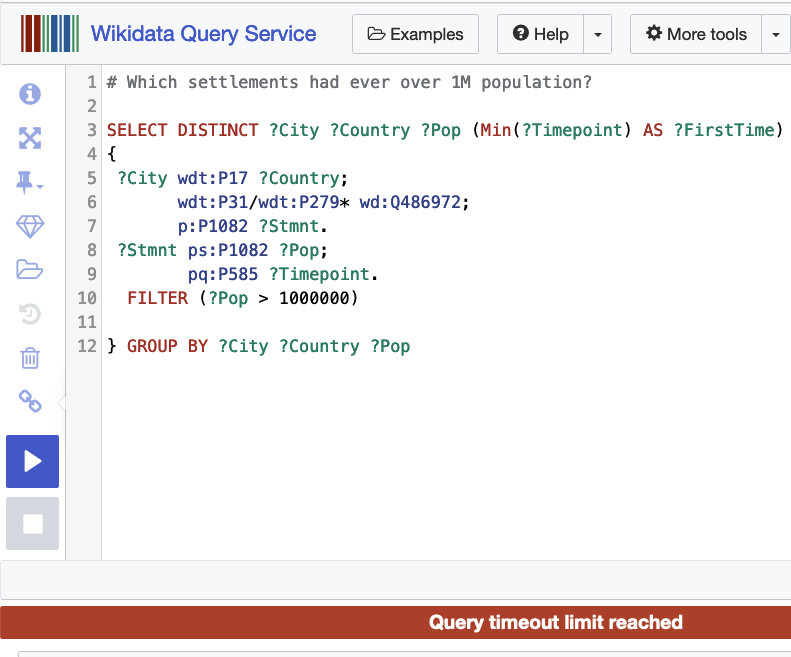 Wikidata Query Service Examples Help More tools
1 # Which settlements had ever over 1M population?
2
3 SELECT DISTINCT ?City ?Country ?Pop (Min(?Timepoint) AS ?FirstTime)
4 {
5 ?City wdt:P17 ?Country;
6 wdt:P31/wdt:P279* wd:Q486972;
7 p:P1082 ?Stmnt.
8 ?Stmnt ps:P1082 ?Pop;
9 pq:P585 ?Timepoint.
10 FILTER (?Pop > 1000000)
11
12 } GROUP BY ?City ?Country ?Pop
Query timeout limit reached